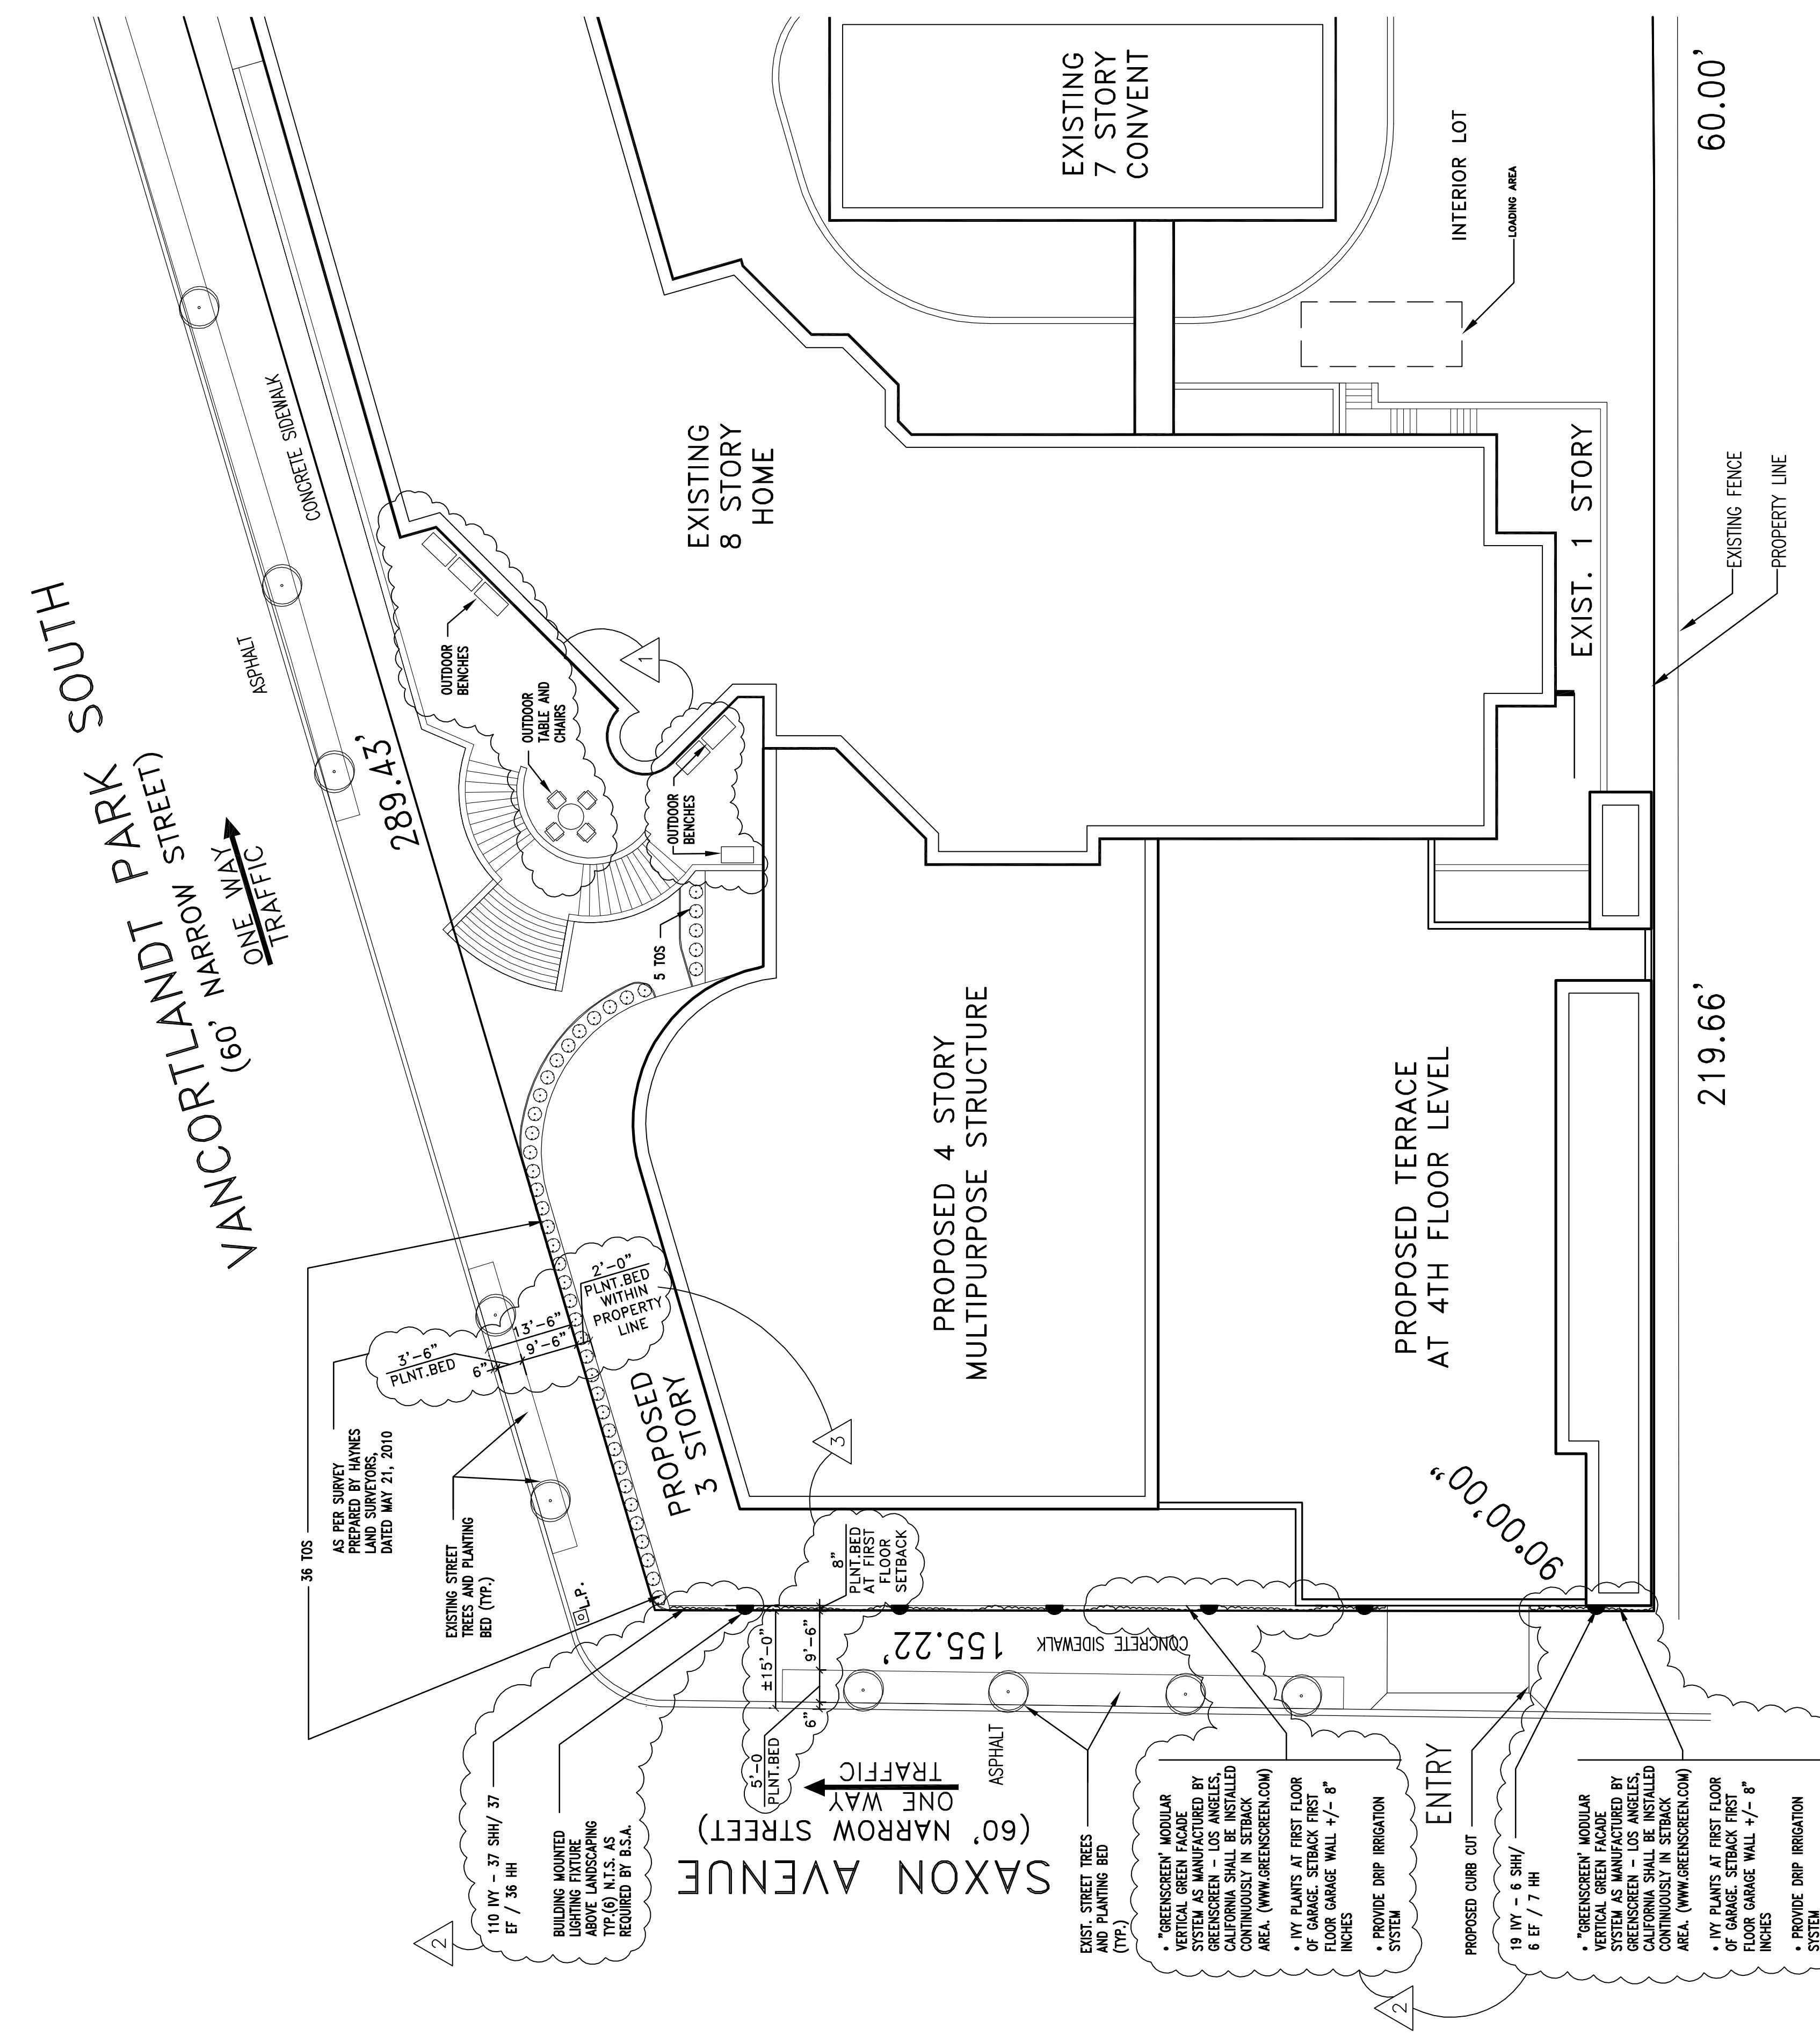 VANCORTLANDT PARK SOUTH
(60' NARROW STREET)
ONE WAY
TRAFFIC
ASPHALT
CONCRETE SIDEWALK
289.43'
EXISTING
7 STORY
CONVENT
60.00'
INTERIOR LOT
LOADING AREA
EXISTING
8 STORY
HOME
OUTDOOR
BENCHES
1
OUTDOOR
TABLE AND
CHAIRS
OUTDOOR
BENCHES
5 TOS
EXIST. 1 STORY
EXISTING FENCE
PROPERTY LINE
219.66'
PROPOSED 4 STORY
MULTIPURPOSE STRUCTURE
PROPOSED TERRACE
AT 4TH FLOOR LEVEL
90°00'00"
PROPOSED
3 STORY
2'-0"
PLNT.BED
WITHIN
PROPERTY
LINE
13'-6"
9'-6"
6"
3'-6"
PLNT.BED
3
36 TOS
AS PER SURVEY
PREPARED BY HAYNES
LAND SURVEYORS,
DATED MAY 21, 2010
EXISTING STREET
TREES AND PLANTING
BED (TYP.)
L.P.
8"
PLNT.BED
AT FIRST
FLOOR
SETBACK
±15'-0"
9'-6"
6"
5'-0
PLNT.BED
155.22'
CONCRETE SIDEWALK
ASPHALT
ONE WAY
TRAFFIC
SAXON AVENUE
(60' NARROW STREET)
2
110 IVY - 37 SHH/ 37
EF / 36 HH
BUILDING MOUNTED
LIGHTING FIXTURE
ABOVE LANDSCAPING
TYP.(6) N.T.S. AS
REQUIRED BY B.S.A.
EXIST. STREET TREES
AND PLANTING BED
(TYP.)
• "GREENSCREEN' MODULAR
VERTICAL GREEN FACADE
SYSTEM AS MANUFACTURED BY
GREENSCREEN - LOS ANGELES,
CALIFORNIA SHALL BE INSTALLED
CONTINUOUSLY IN SETBACK
AREA. (WWW.GREENSCREEN.COM)
• IVY PLANTS AT FIRST FLOOR
OF GARAGE. SETBACK FIRST
FLOOR GARAGE WALL +/- 8"
INCHES
• PROVIDE DRIP IRRIGATION
SYSTEM
2
ENTRY
PROPOSED CURB CUT
19 IVY - 6 SHH/
6 EF / 7 HH
• "GREENSCREEN' MODULAR
VERTICAL GREEN FACADE
SYSTEM AS MANUFACTURED BY
GREENSCREEN - LOS ANGELES,
CALIFORNIA SHALL BE INSTALLED
CONTINUOUSLY IN SETBACK
AREA. (WWW.GREENSCREEN.COM)
• IVY PLANTS AT FIRST FLOOR
OF GARAGE. SETBACK FIRST
FLOOR GARAGE WALL +/- 8"
INCHES
• PROVIDE DRIP IRRIGATION
SYSTEM